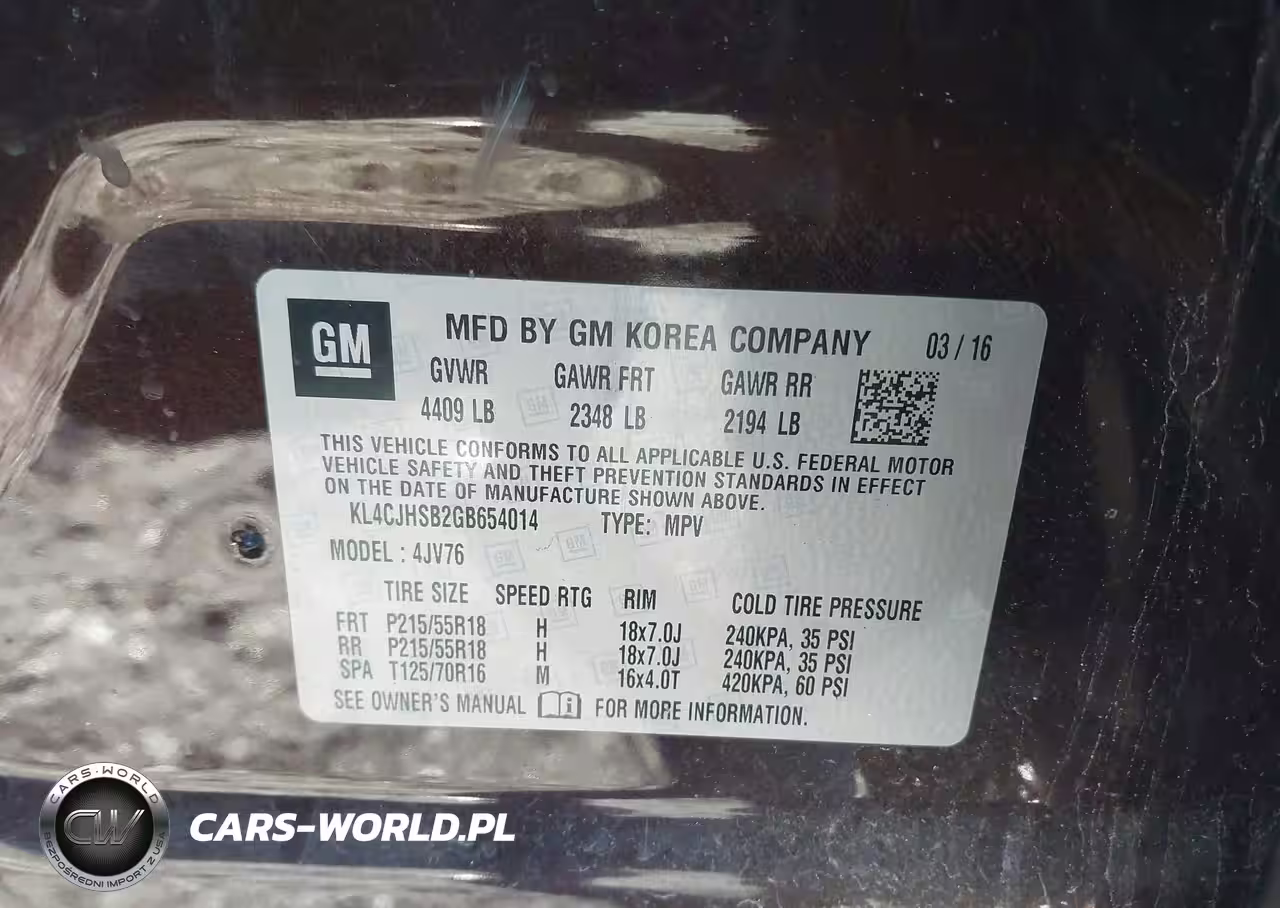 GM
MFD BY GM KOREA COMPANY 03 / 16
GVWR GAWR FRT GAWR RR
4409 LB 2348 LB 2194 LB
THIS VEHICLE CONFORMS TO ALL APPLICABLE U.S. FEDERAL MOTOR
VEHICLE SAFETY AND THEFT PREVENTION STANDARDS IN EFFECT
ON THE DATE OF MANUFACTURE SHOWN ABOVE.
KL4CJHSB2GB654014 TYPE: MPV
MODEL : 4JV76
TIRE SIZE SPEED RTG RIM COLD TIRE PRESSURE
FRT P215/55R18 H 18x7.0J 240KPA, 35 PSI
RR P215/55R18 H 18x7.0J 240KPA, 35 PSI
SPA T125/70R16 M 16x4.0T 420KPA, 60 PSI
SEE OWNER'S MANUAL FOR MORE INFORMATION.
CARS-WORLD
CW
BEZPOŚREDNI IMPORT Z USA
CARS-WORLD.PL